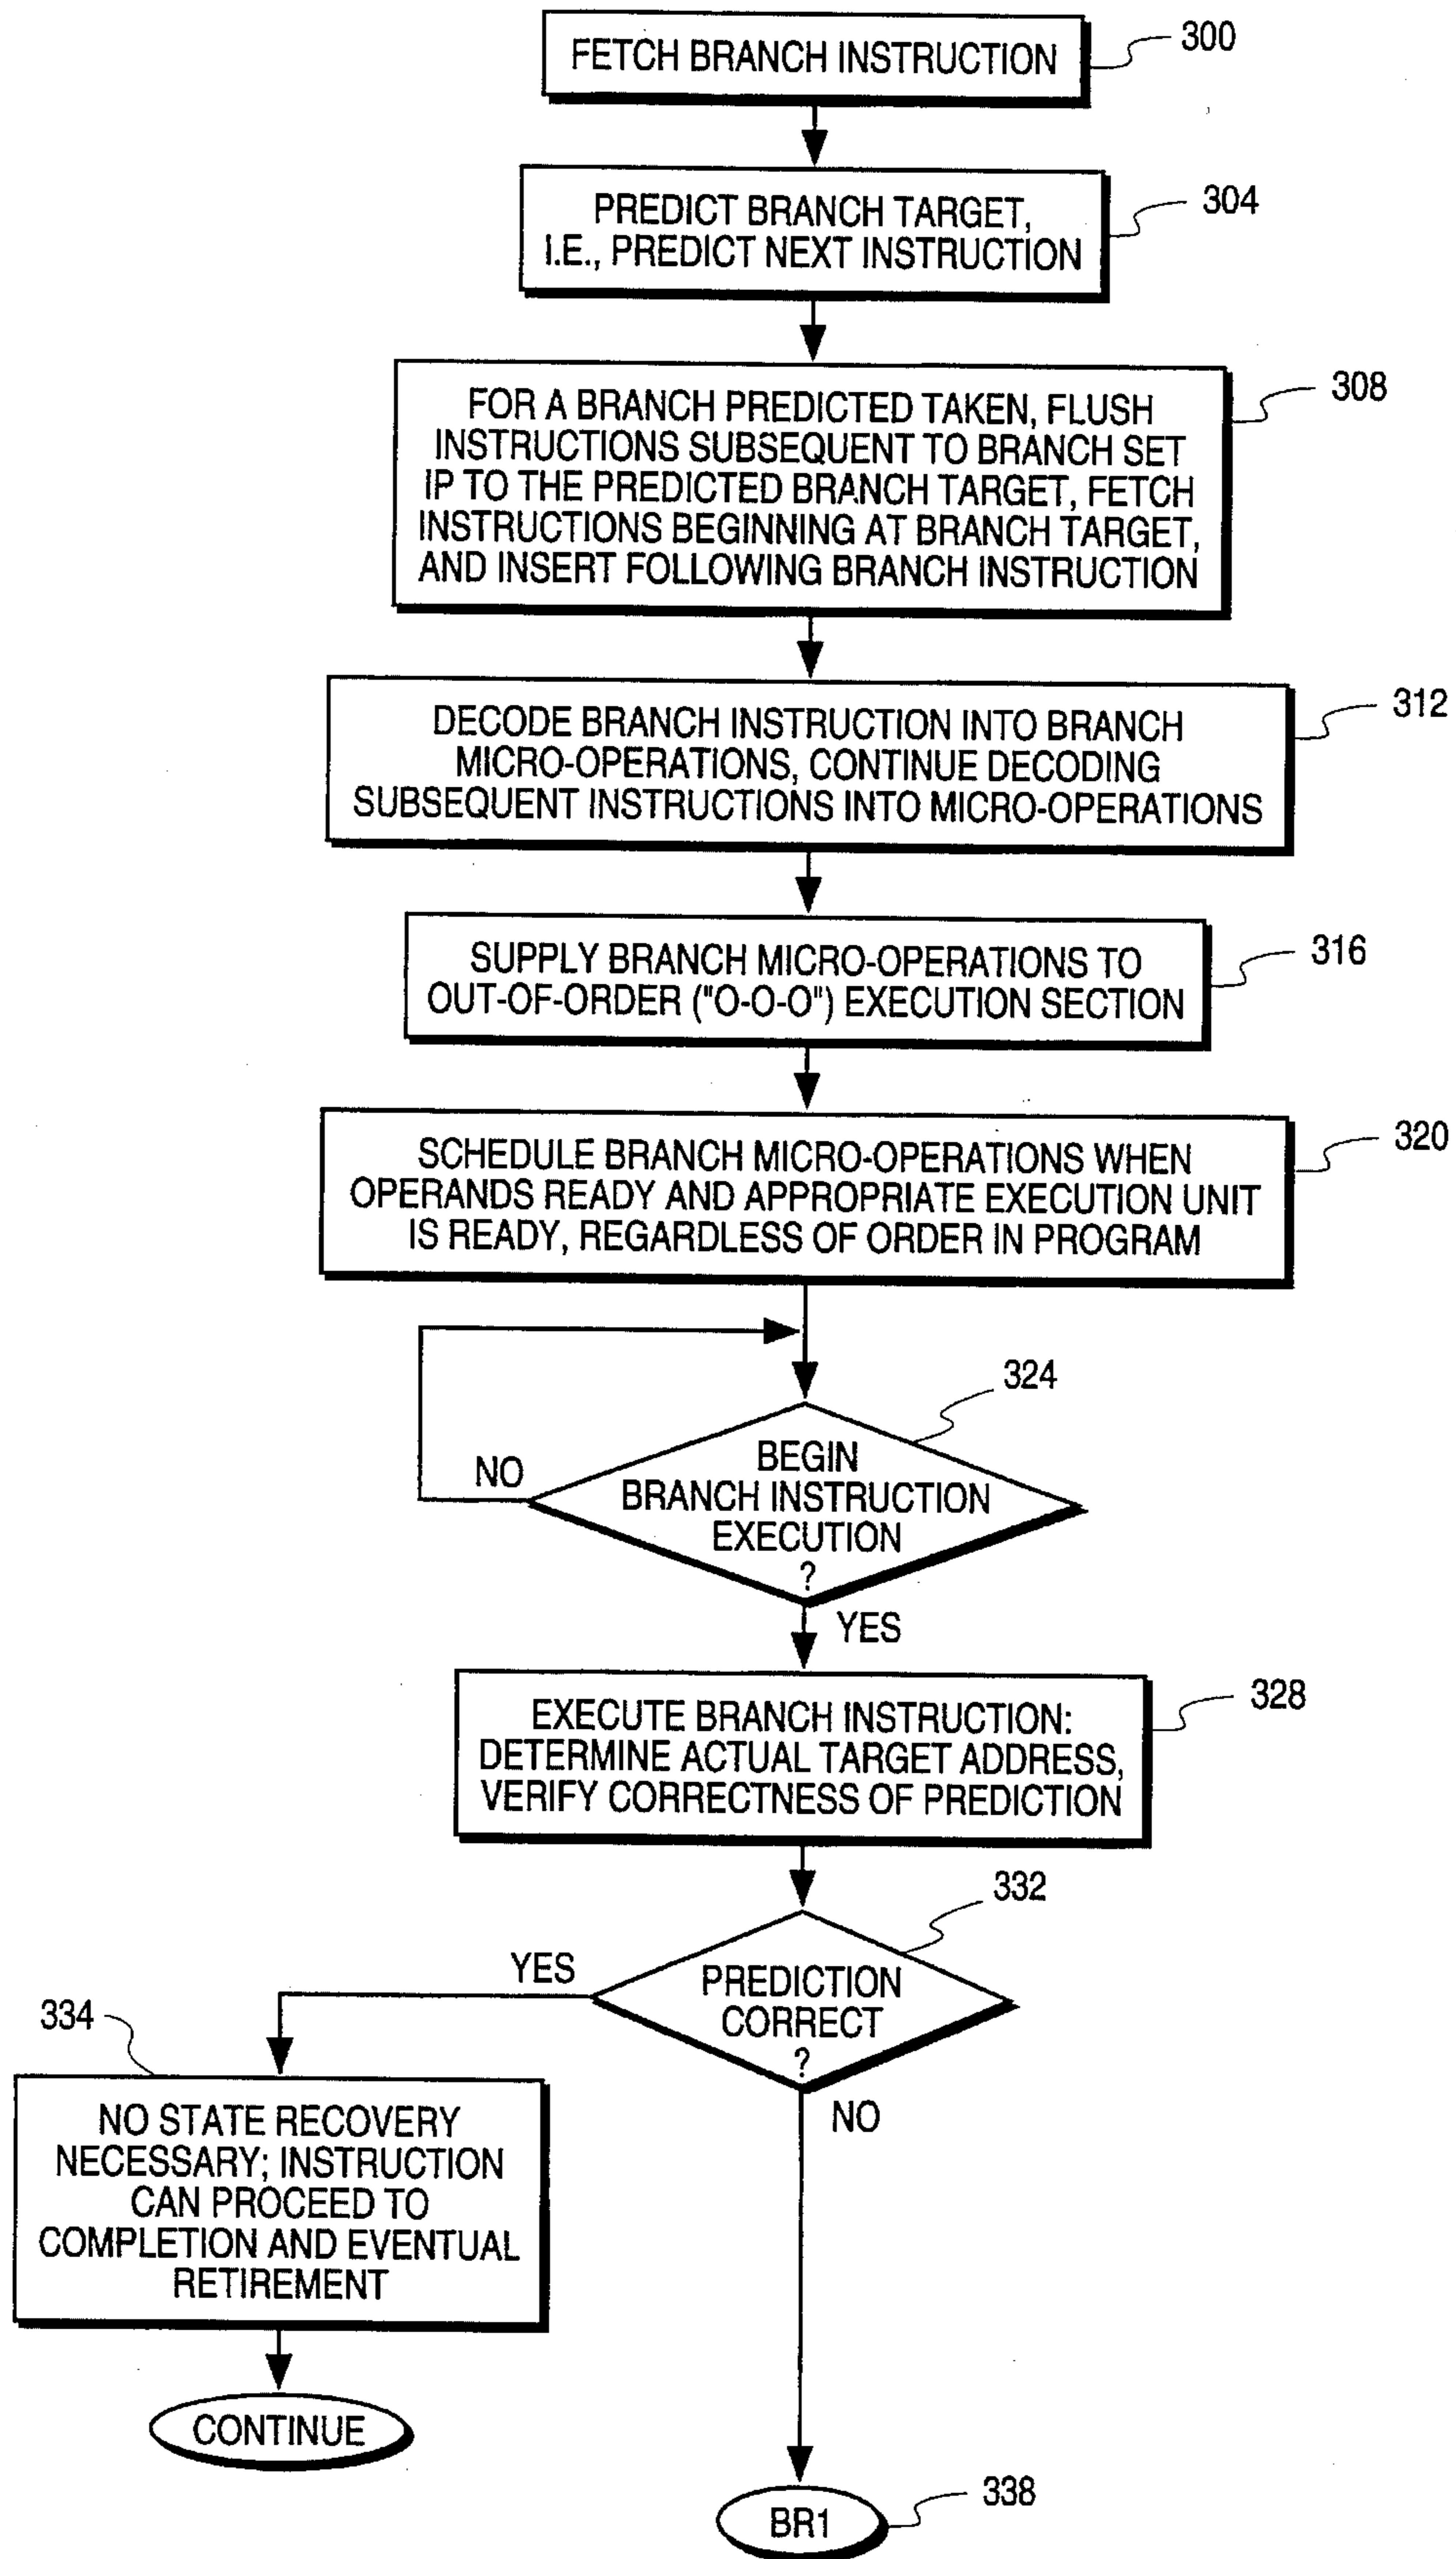 FETCH BRANCH INSTRUCTION
300
PREDICT BRANCH TARGET,
I.E., PREDICT NEXT INSTRUCTION
304
FOR A BRANCH PREDICTED TAKEN, FLUSH
INSTRUCTIONS SUBSEQUENT TO BRANCH SET
IP TO THE PREDICTED BRANCH TARGET, FETCH
INSTRUCTIONS BEGINNING AT BRANCH TARGET,
AND INSERT FOLLOWING BRANCH INSTRUCTION
308
DECODE BRANCH INSTRUCTION INTO BRANCH
MICRO-OPERATIONS, CONTINUE DECODING
SUBSEQUENT INSTRUCTIONS INTO MICRO-OPERATIONS
312
SUPPLY BRANCH MICRO-OPERATIONS TO
OUT-OF-ORDER ("O-O-O") EXECUTION SECTION
316
SCHEDULE BRANCH MICRO-OPERATIONS WHEN
OPERANDS READY AND APPROPRIATE EXECUTION UNIT
IS READY, REGARDLESS OF ORDER IN PROGRAM
320
324
BEGIN
BRANCH INSTRUCTION
EXECUTION
?
NO
YES
EXECUTE BRANCH INSTRUCTION:
DETERMINE ACTUAL TARGET ADDRESS,
VERIFY CORRECTNESS OF PREDICTION
328
332
PREDICTION
CORRECT
?
YES
NO
334
NO STATE RECOVERY
NECESSARY; INSTRUCTION
CAN PROCEED TO
COMPLETION AND EVENTUAL
RETIREMENT
CONTINUE
BR1
338